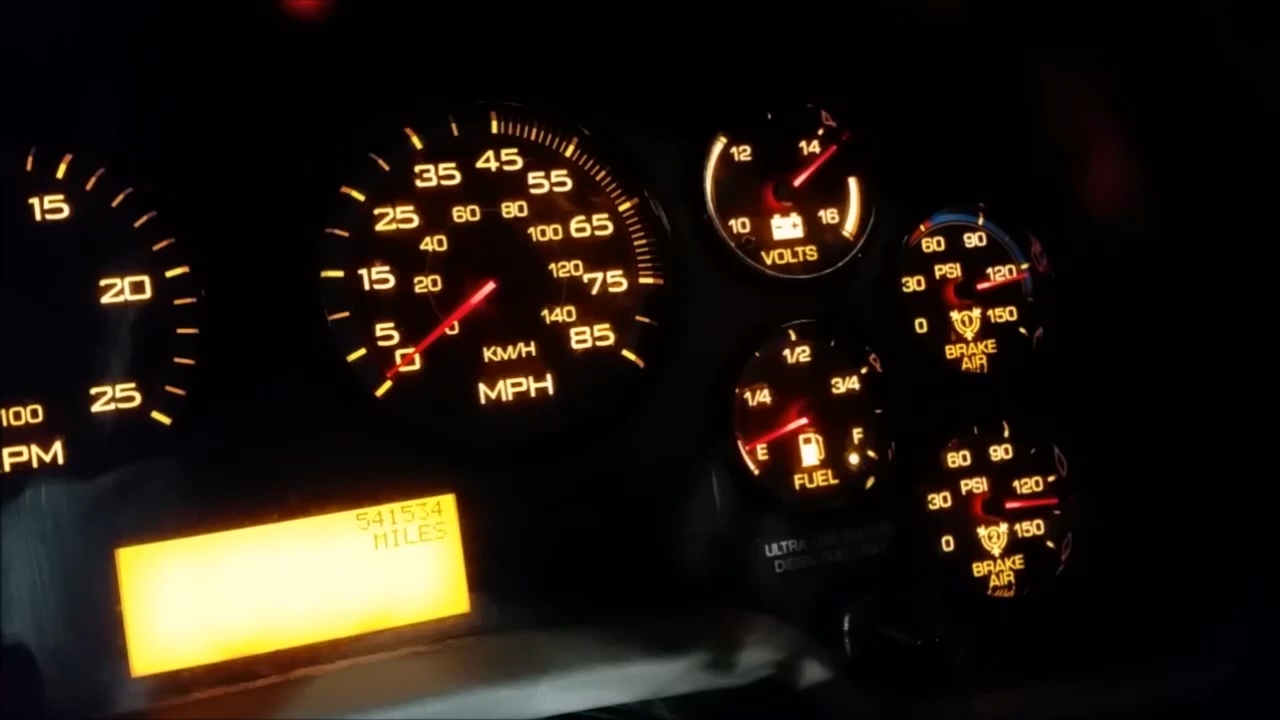 15
20
25
100
PM
0
5
15
25
35
45
55
65
75
85
0
20
40
60
80
100
120
140
KM/H
MPH
541534
MILES
10
12
14
16
VOLTS
E
1/4
1/2
3/4
F
FUEL
ULTRA LOW
DIESEL FUEL ONLY
0
30
60
90
120
150
PSI
1
BRAKE
AIR
0
30
60
90
120
150
PSI
2
BRAKE
AIR